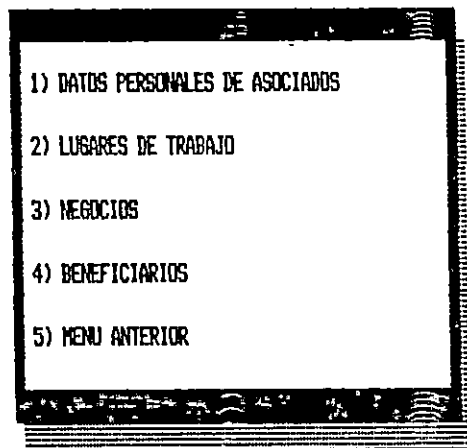 1) DATOS PERSONALES DE ASOCIADOS
2) LUGARES DE TRABAJO
3) NEGOCIOS
4) BENEFICIARIOS
5) MENU ANTERIOR